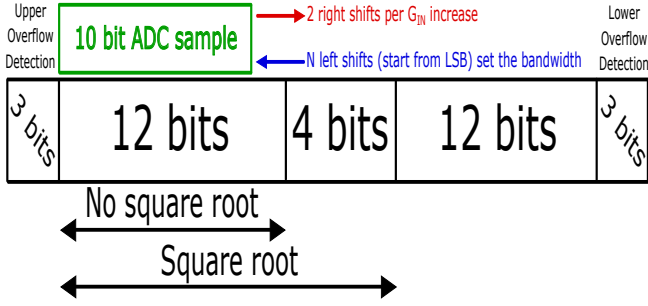 Upper
Overflow
Detection
10 bit ADC sample
2 right shifts per G_IN increase
N left shifts (start from LSB) set the bandwidth
Lower
Overflow
Detection
3 bits
12 bits
4 bits
12 bits
3 bits
No square root
Square root